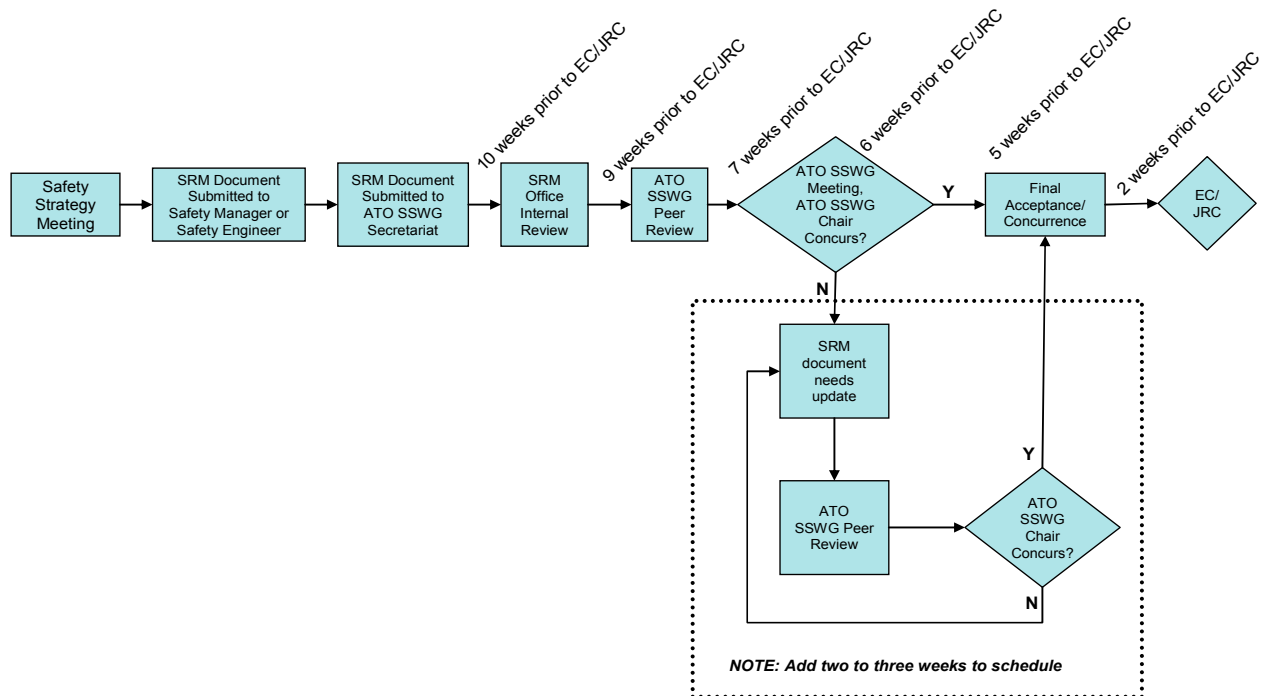 10 weeks prior to EC/JRC
9 weeks prior to EC/JRC
7 weeks prior to EC/JRC
6 weeks prior to EC/JRC
5 weeks prior to EC/JRC
2 weeks prior to EC/JRC
Safety
Strategy
Meeting
SRM Document
Submitted to
Safety Manager or
Safety Engineer
SRM Document
Submitted to
ATO SSWG
Secretariat
SRM
Office
Internal
Review
ATO
SSWG
Peer
Review
ATO SSWG
Meeting,
ATO SSWG
Chair
Concurs?
Y
Final
Acceptance/
Concurrence
EC/
JRC
N
SRM
document
needs
update
ATO
SSWG Peer
Review
Y
ATO
SSWG
Chair
Concurs?
N
NOTE: Add two to three weeks to schedule